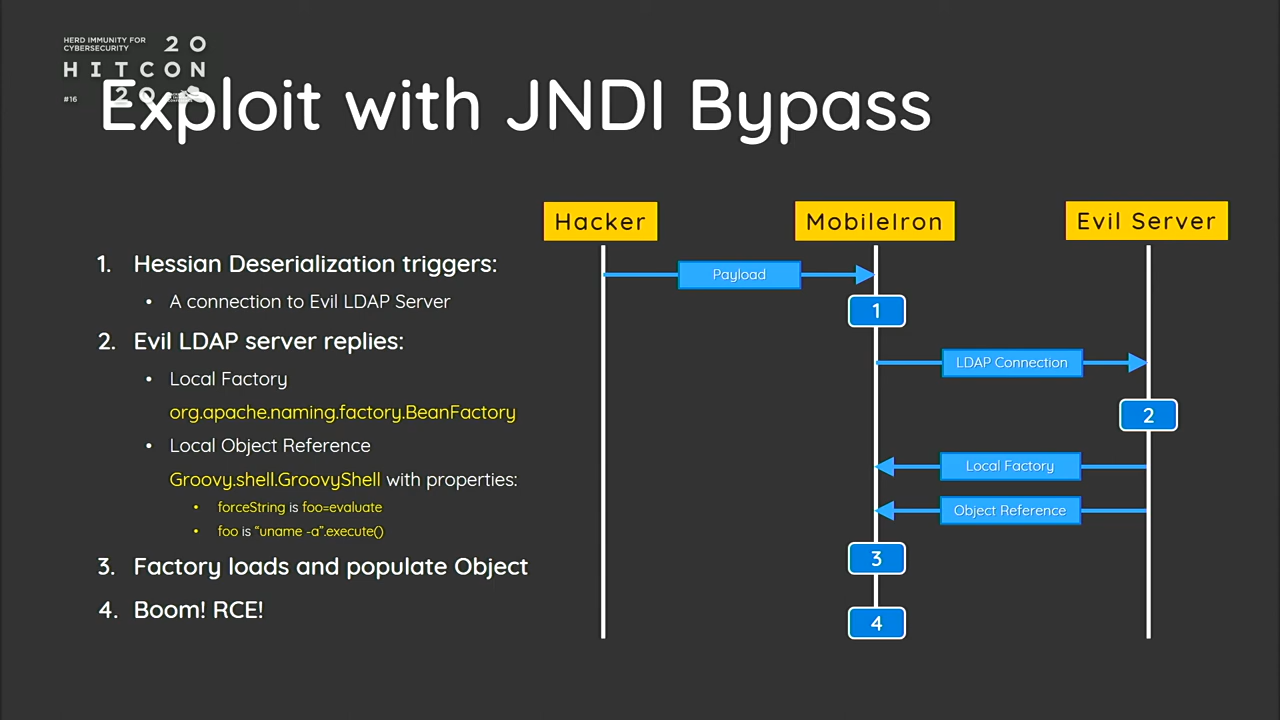 HERD IMMUNITY FOR
CYBERSECURITY
20
HITCON
#16
20
Exploit with JNDI Bypass
Hacker
MobileIron
Evil Server
1. Hessian Deserialization triggers:
• A connection to Evil LDAP Server
2. Evil LDAP server replies:
• Local Factory
org.apache.naming.factory.BeanFactory
• Local Object Reference
Groovy.shell.GroovyShell with properties:
• forceString is foo=evaluate
• foo is “uname -a”.execute()
3. Factory loads and populate Object
4. Boom! RCE!
Payload
1
LDAP Connection
2
Local Factory
Object Reference
3
4